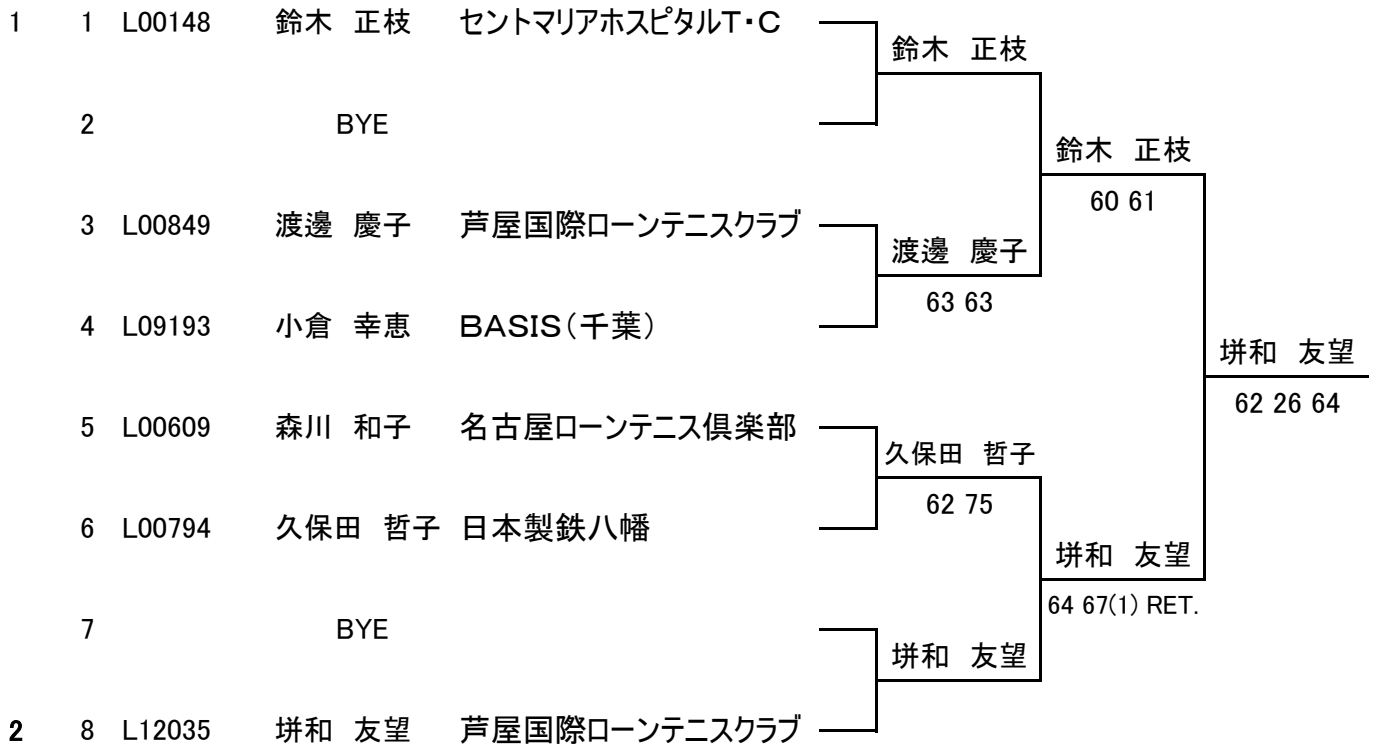 1 1 L00148 鈴木 正枝 セントマリアホスピタルT・C
鈴木 正枝
2 BYE
鈴木 正枝
60 61
3 L00849 渡邊 慶子 芦屋国際ローンテニスクラブ
渡邊 慶子
63 63
4 L09193 小倉 幸恵 BASIS(千葉)
垪和 友望
62 26 64
5 L00609 森川 和子 名古屋ローンテニス倶楽部
久保田 哲子
62 75
6 L00794 久保田 哲子 日本製鉄八幡
垪和 友望
64 67(1) RET.
7 BYE
垪和 友望
2 8 L12035 垪和 友望 芦屋国際ローンテニスクラブ